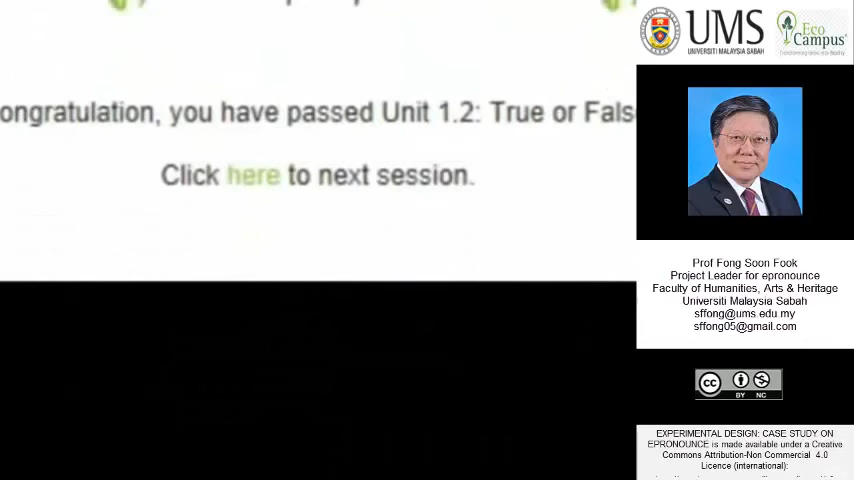 ongratulation, you have passed Unit 1.2: True or Fals
Click here to next session.
UMS
UNIVERSITI MALAYSIA SABAH
Eco
Campus
Prof Fong Soon Fook
Project Leader for epronounce
Faculty of Humanities, Arts & Heritage
Universiti Malaysia Sabah
sffong@ums.edu.my
sffong05@gmail.com
cc
BY NC
EXPERIMENTAL DESIGN: CASE STUDY ON
EPRONOUNCE is made available under a Creative
Commons Attribution-Non Commercial 4.0
Licence (international):